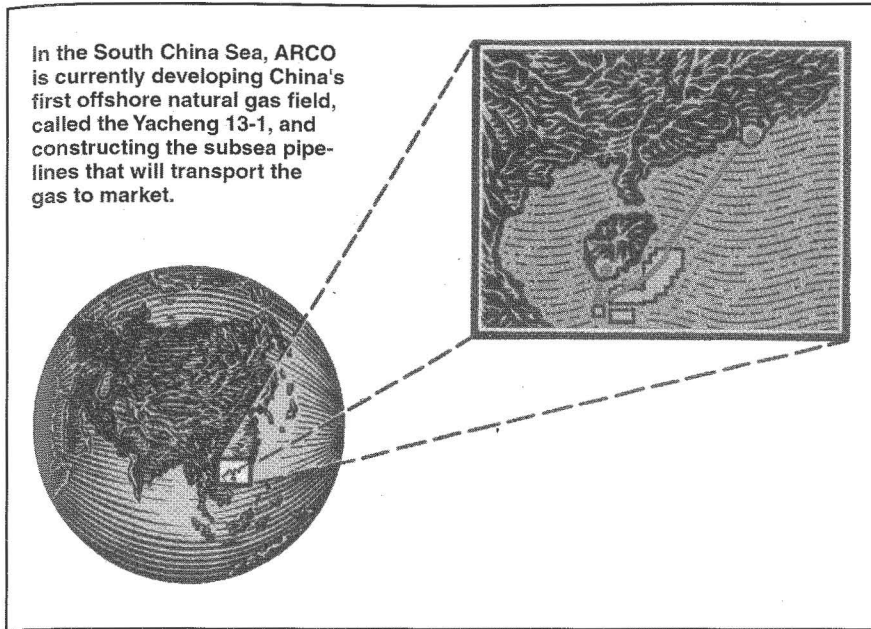 In the South China Sea, ARCO
is currently developing China's
first offshore natural gas field,
called the Yacheng 13-1, and
constructing the subsea pipe-
lines that will transport the
gas to market.